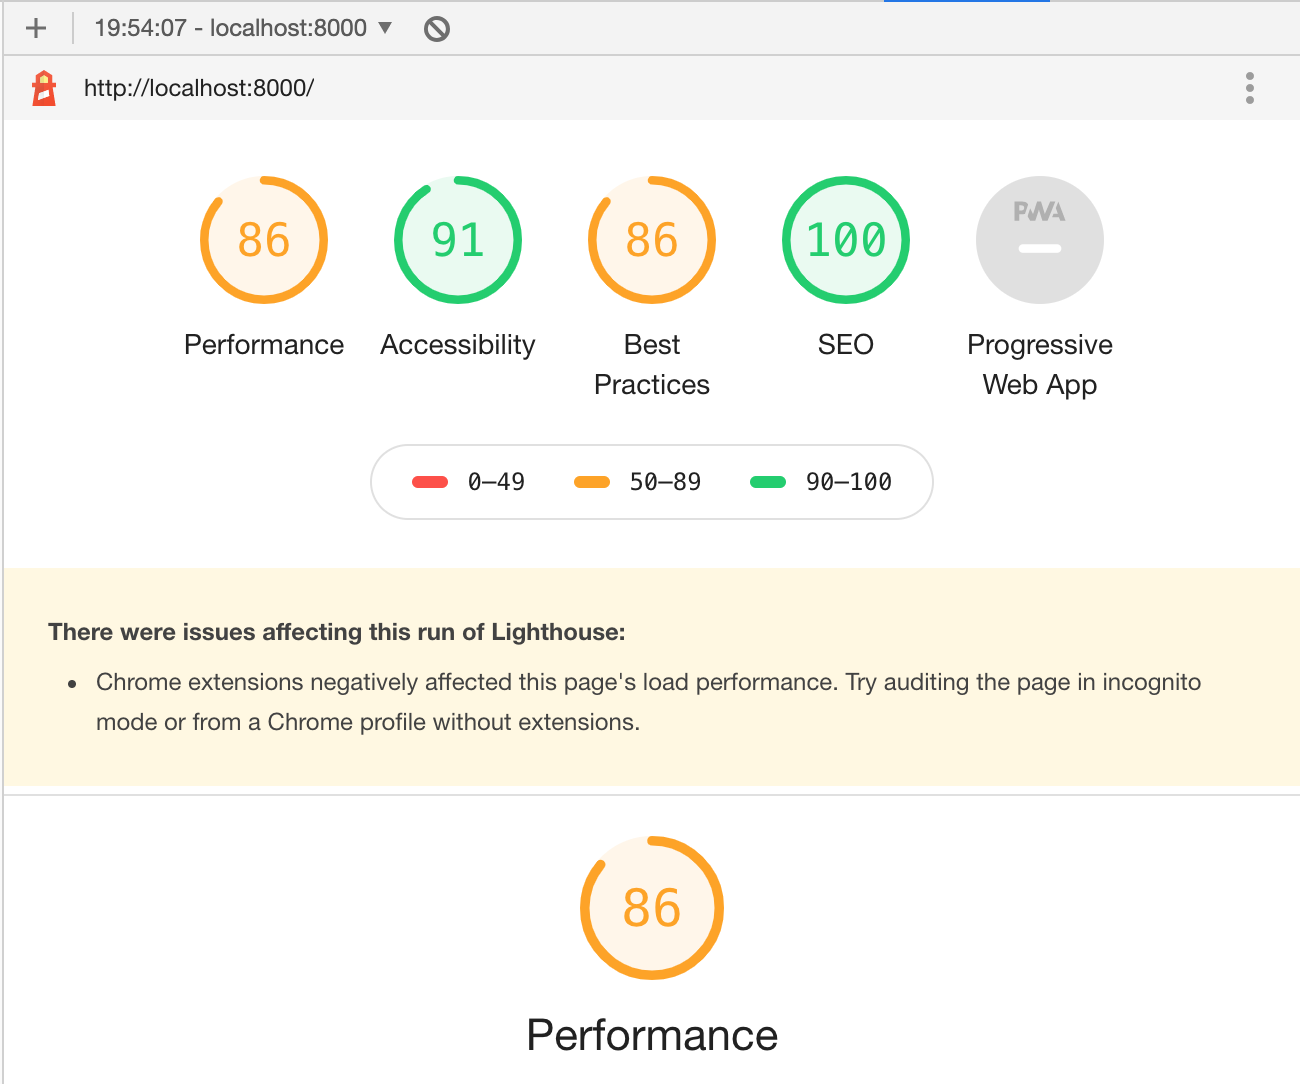 19:54:07 - localhost:8000
http://localhost:8000/
86
91
86
100
PWA
Performance
Accessibility
Best
Practices
SEO
Progressive
Web App
0–49
50–89
90–100
There were issues affecting this run of Lighthouse:
Chrome extensions negatively affected this page's load performance. Try auditing the page in incognito
mode or from a Chrome profile without extensions.
86
Performance